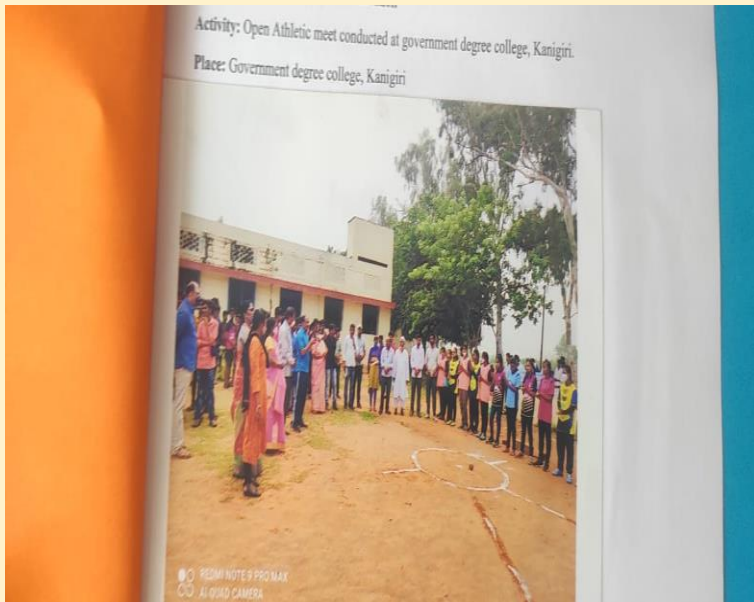 Activity: Open Athletic meet conducted at government degree college, Kanigiri.
Place: Government degree college, Kanigiri
REDMI NOTE 9 PRO MAX
AI QUAD CAMERA